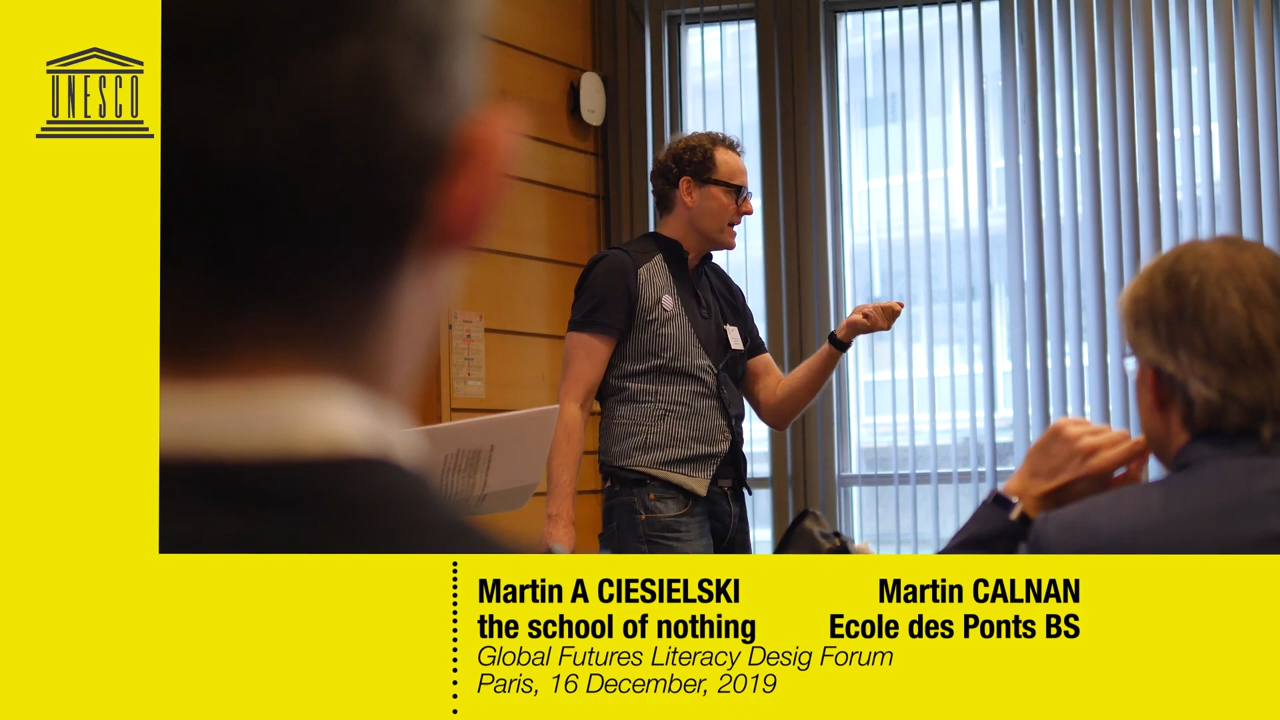 UNESCO
Martin A CIESIELSKI
the school of nothing
Martin CALNAN
Ecole des Ponts BS
Global Futures Literacy Desig Forum
Paris, 16 December, 2019